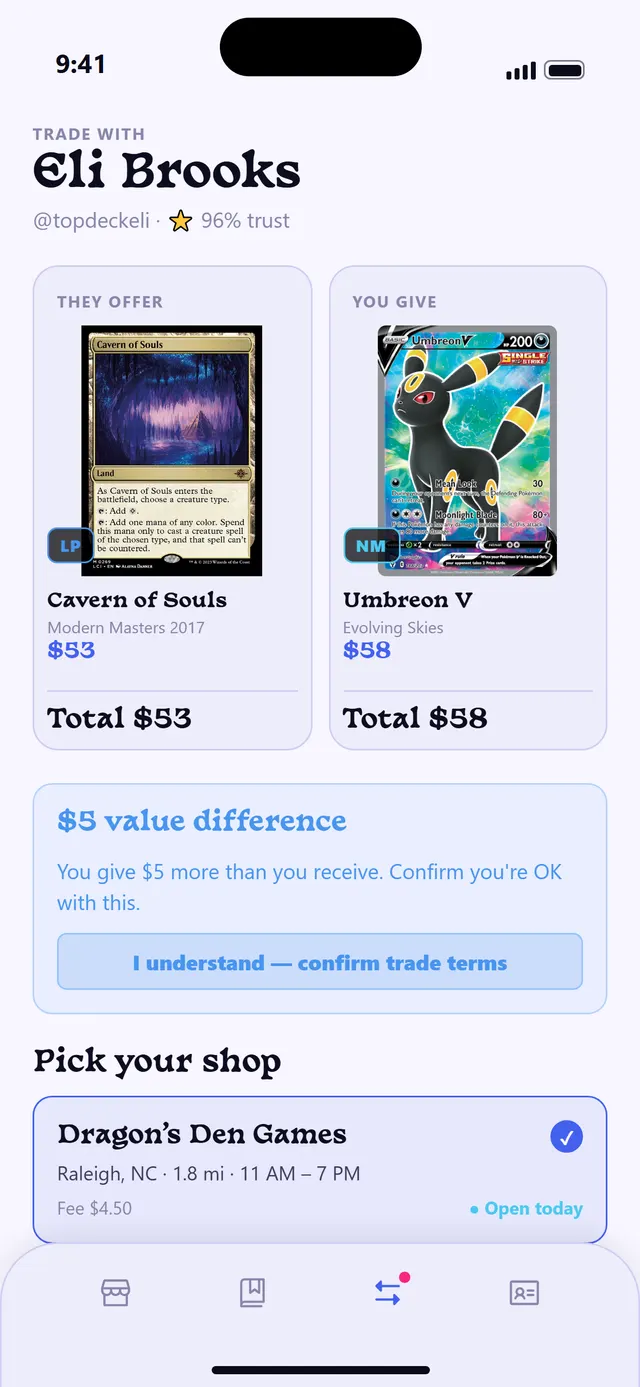 9:41
TRADE WITH
Eli Brooks
@topdeckeli · ⭐ 96% trust
THEY OFFER
Cavern of Souls
Land
As Cavern of Souls enters the
battlefield, choose a creature type.
: Add
: Add one mana of any color. Spend
this mana only to cast a creature spell
of the chosen type, and that spell can't
be countered.
LP
Cavern of Souls
Modern Masters 2017
$53
Total $53
YOU GIVE
BASIC Umbreon V 200
SINGLE STRIKE
Mean Look 30
Moonlight Blade 80+
V rule
NM
Umbreon V
Evolving Skies
$58
Total $58
$5 value difference
You give $5 more than you receive. Confirm you're OK
with this.
I understand — confirm trade terms
Pick your shop
Dragon’s Den Games
Raleigh, NC · 1.8 mi · 11 AM – 7 PM
Fee $4.50
● Open today